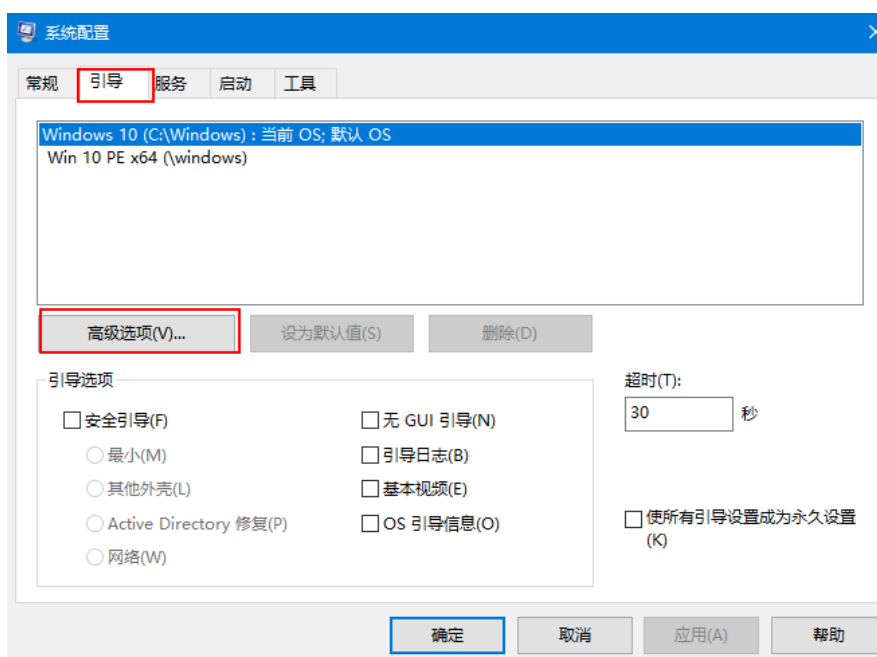 系统配置
常规 引导 服务 启动 工具
Windows 10 (C:\Windows) : 当前 OS; 默认 OS
Win 10 PE x64 (\windows)
高级选项(V)... 设为默认值(S) 删除(D)
引导选项 超时(T):
安全引导(F) 无 GUI 引导(N) 30 秒
最小(M) 引导日志(B)
其他外壳(L) 基本视频(E)
Active Directory 修复(P) OS 引导信息(O) 使所有引导设置成为永久设置
(K)
网络(W)
确定 取消 应用(A) 帮助